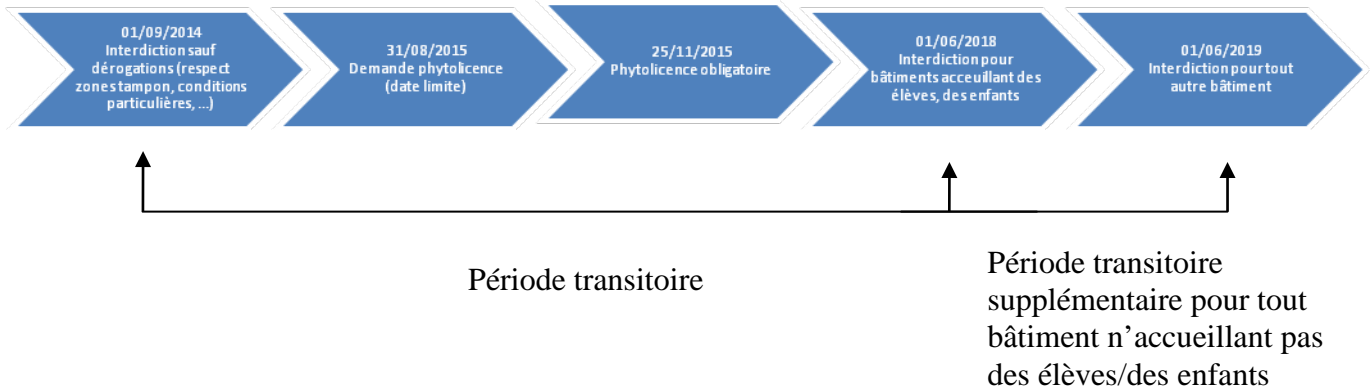 01/09/2014
Interdiction sauf
dérogations (respect
zones tampon, conditions
particulières, ...)
31/08/2015
Demande phytolicence
(date limite)
25/11/2015
Phytolicence obligatoire
01/06/2018
Interdiction pour
bâtiments acceuillant des
élèves, des enfants
01/06/2019
Interdiction pour tout
autre bâtiment
Période transitoire
Période transitoire
supplémentaire pour tout
bâtiment n’accueillant pas
des élèves/des enfants